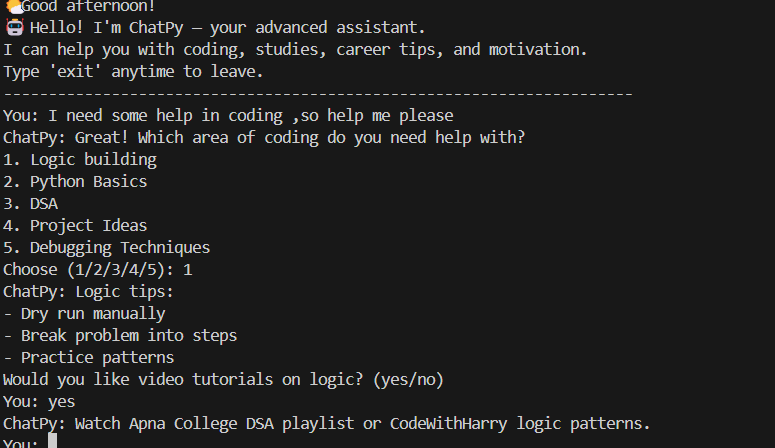 Good afternoon!
Hello! I'm ChatPy – your advanced assistant.
I can help you with coding, studies, career tips, and motivation.
Type 'exit' anytime to leave.
----------------------------------------------------------------------
You: I need some help in coding ,so help me please
ChatPy: Great! Which area of coding do you need help with?
1. Logic building
2. Python Basics
3. DSA
4. Project Ideas
5. Debugging Techniques
Choose (1/2/3/4/5): 1
ChatPy: Logic tips:
- Dry run manually
- Break problem into steps
- Practice patterns
Would you like video tutorials on logic? (yes/no)
You: yes
ChatPy: Watch Apna College DSA playlist or CodeWithHarry logic patterns.
You: